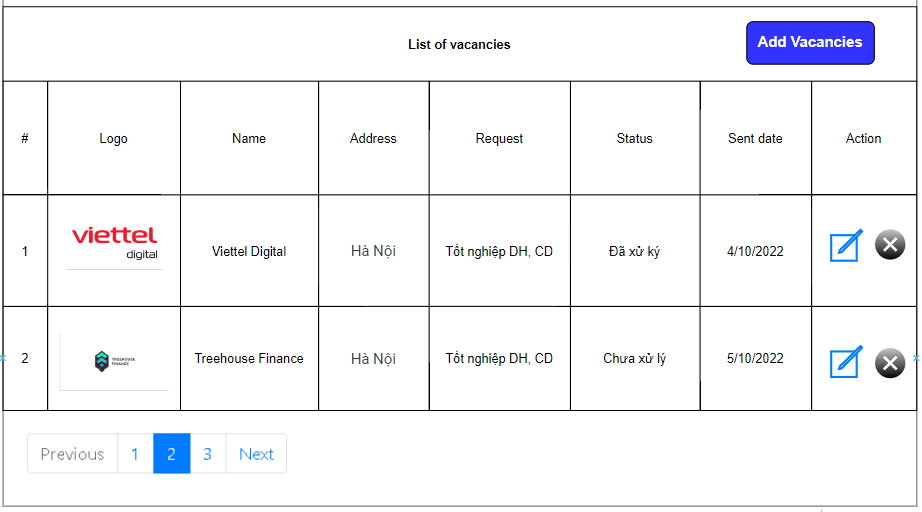 List of vacancies
Add Vacancies
#
Logo
Name
Address
Request
Status
Sent date
Action
1
viettel
digital
Viettel Digital
Hà Nội
Tốt nghiệp DH, CD
Đã xử ký
4/10/2022
2
TREEHOUSE
FINANCE
Treehouse Finance
Hà Nội
Tốt nghiệp DH, CD
Chưa xử lý
5/10/2022
Previous
1
2
3
Next